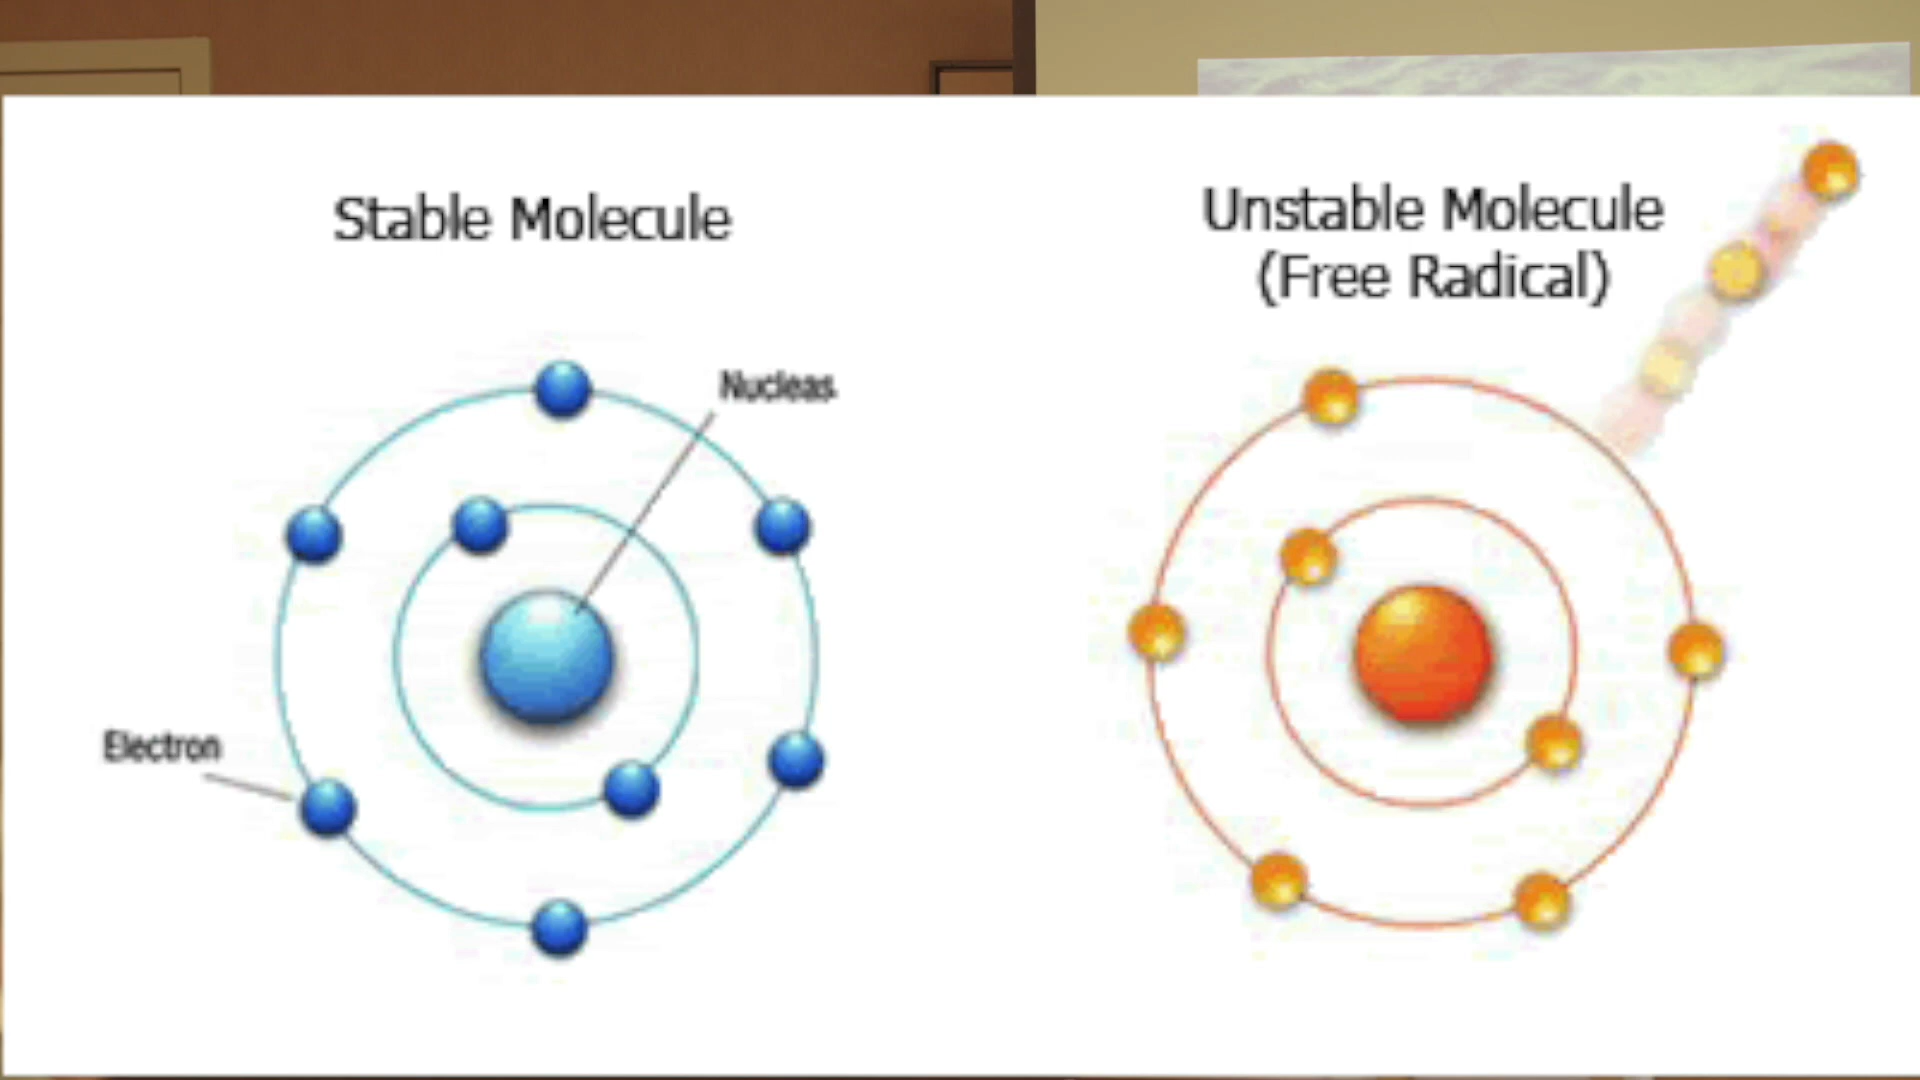 Stable Molecule
Unstable Molecule
(Free Radical)
Nucleas
Electron